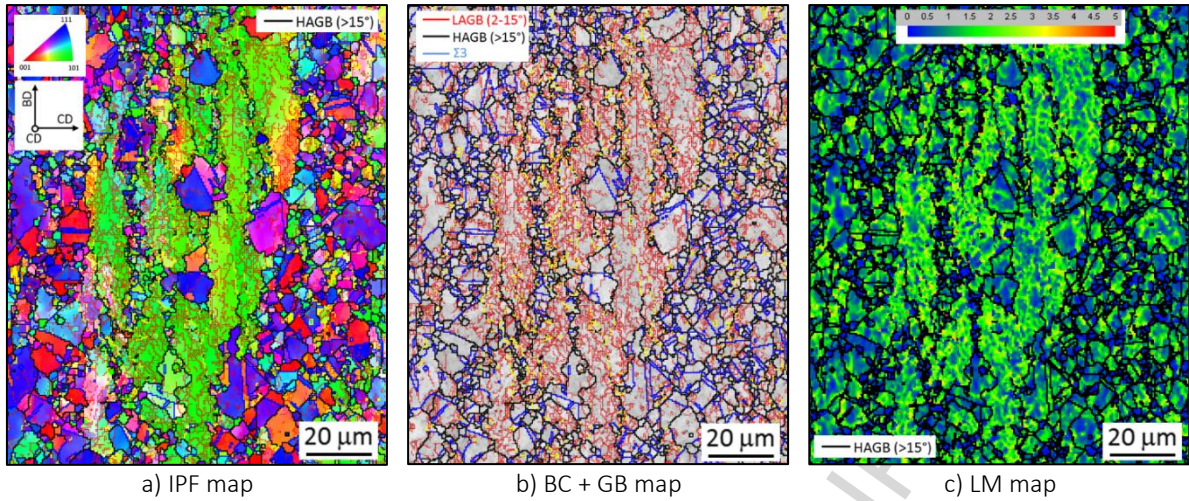 111
001
101
BD
CD
CD
HAGB (>15°)
20 µm
a) IPF map
LAGB (2-15°)
HAGB (>15°)
Σ3
20 µm
b) BC + GB map
0 0.5 1 1.5 2 2.5 3 3.5 4 4.5 5
HAGB (>15°)
20 µm
c) LM map